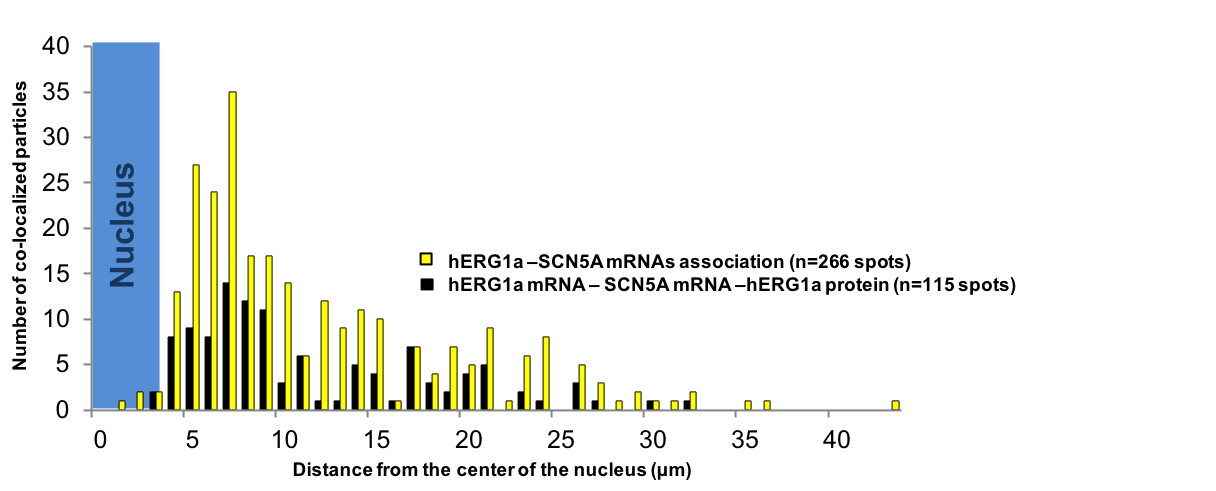 Number of co-localized particles
40
35
30
25
20
15
10
5
0
Nucleus
hERG1a –SCN5A mRNAs association (n=266 spots)
hERG1a mRNA – SCN5A mRNA –hERG1a protein (n=115 spots)
0 5 10 15 20 25 30 35 40
Distance from the center of the nucleus (µm)